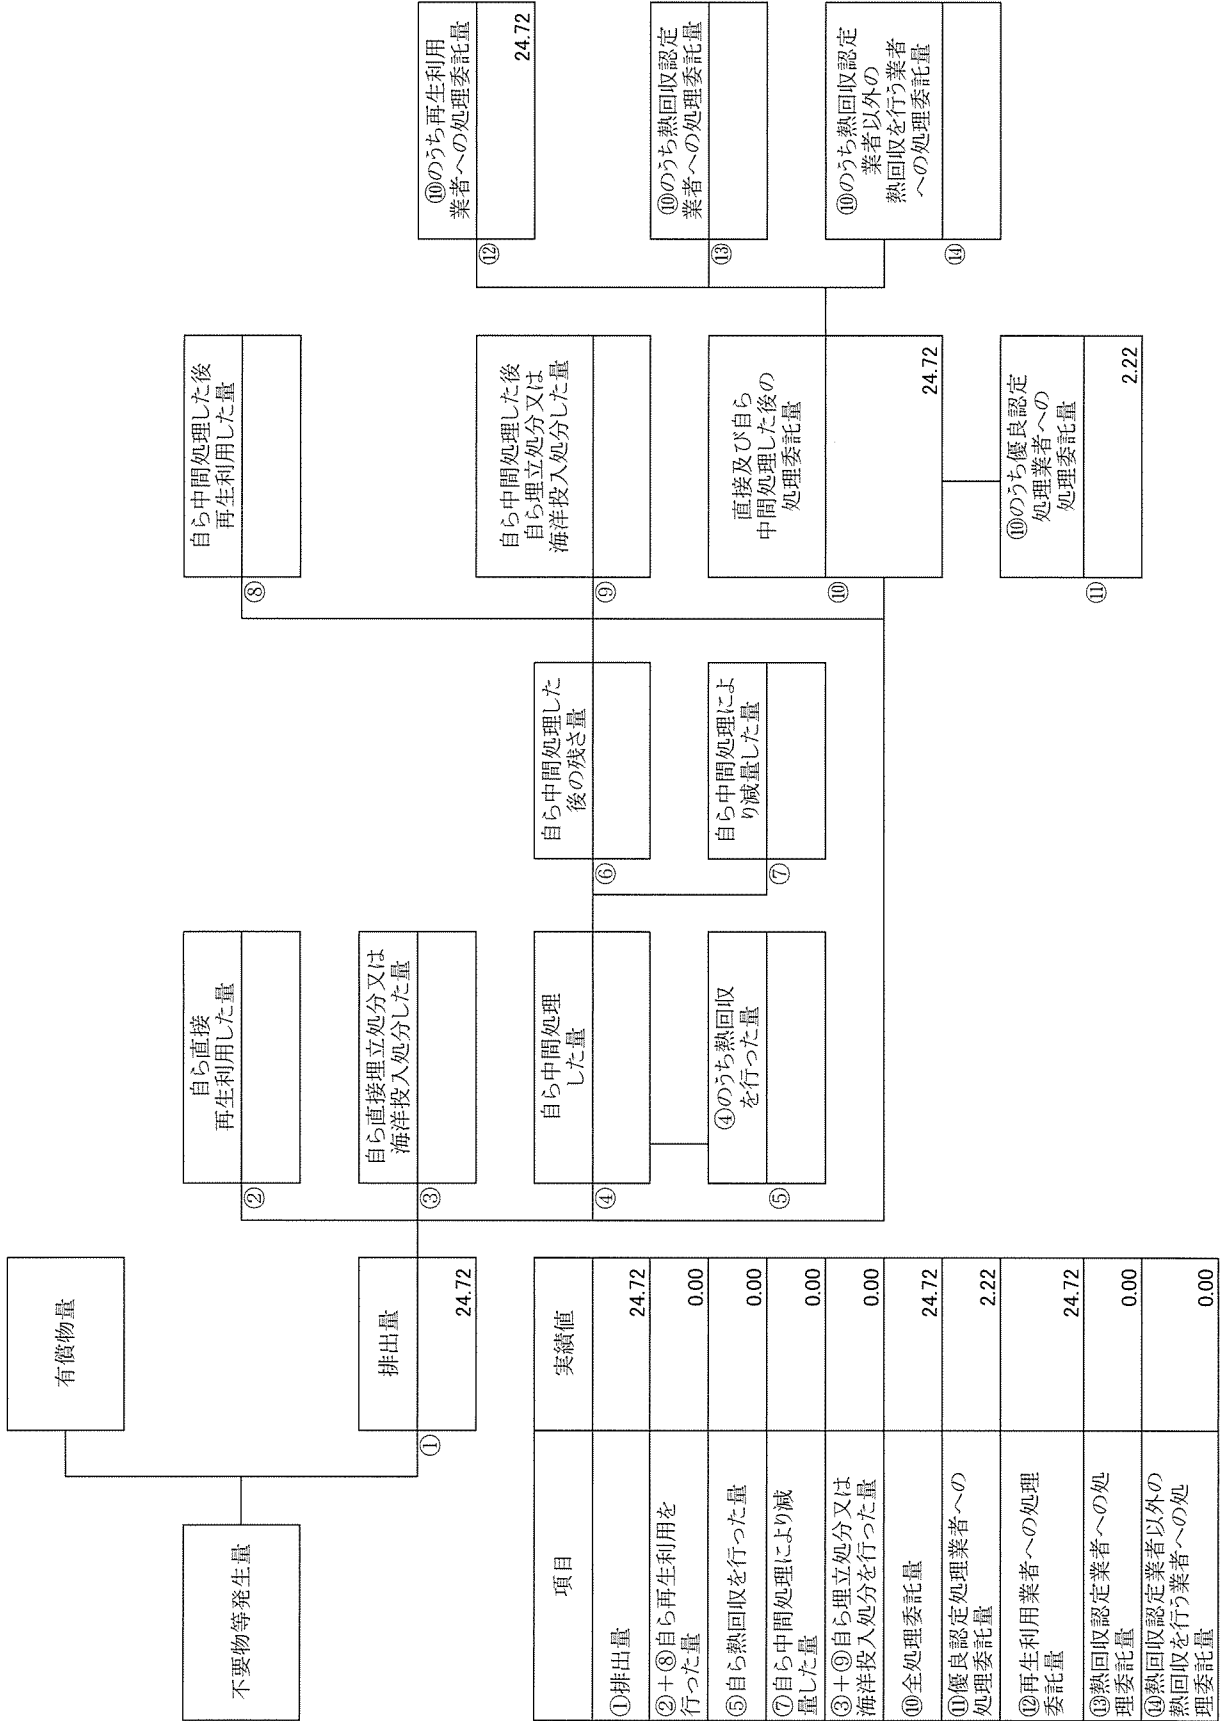 有償物量
不要物等発生量
①
排出量
24.72
②
自ら直接
再生利用した量
③
自ら直接埋立処分又は
海洋投入処分した量
④
自ら中間処理
した量
⑤
④のうち熱回収
を行った量
⑥
自ら中間処理した
後の残さ量
⑦
自ら中間処理によ
り減量した量
⑧
自ら中間処理した後
再生利用した量
⑨
自ら中間処理した後
自ら埋立処分又は
海洋投入処分した量
⑩
直接及び自ら
中間処理した後の
処理委託量
24.72
⑪
⑩のうち優良認定
処理業者への
処理委託量
2.22
⑫
⑩のうち再生利用
業者への処理委託量
24.72
⑬
⑩のうち熱回収認定
業者への処理委託量
⑭
⑩のうち熱回収認定
業者以外の
熱回収を行う業者
への処理委託量
項目 実績値
①排出量 24.72
②+⑧自ら再生利用を
行った量 0.00
⑤自ら熱回収を行った量 0.00
⑦自ら中間処理により減
量した量 0.00
③+⑨自ら埋立処分又は
海洋投入処分を行った量 0.00
⑩全処理委託量 24.72
⑪優良認定処理業者への
処理委託量 2.22
⑫再生利用業者への処理
委託量 24.72
⑬熱回収認定業者への処
理委託量 0.00
⑭熱回収認定業者以外の
熱回収を行う業者への処
理委託量 0.00